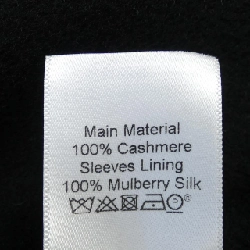 Main Material
100% Cashmere
Sleeves Lining
100% Mulberry Silk